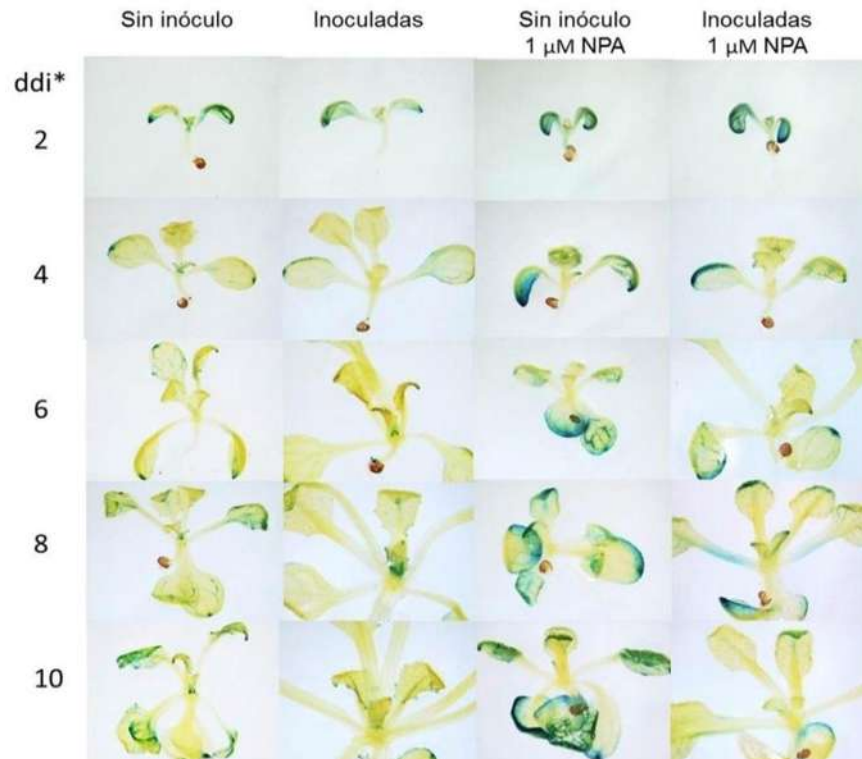 Sin inóculo
Inoculadas
Sin inóculo
1 µM NPA
Inoculadas
1 µM NPA
ddi*
2
4
6
8
10